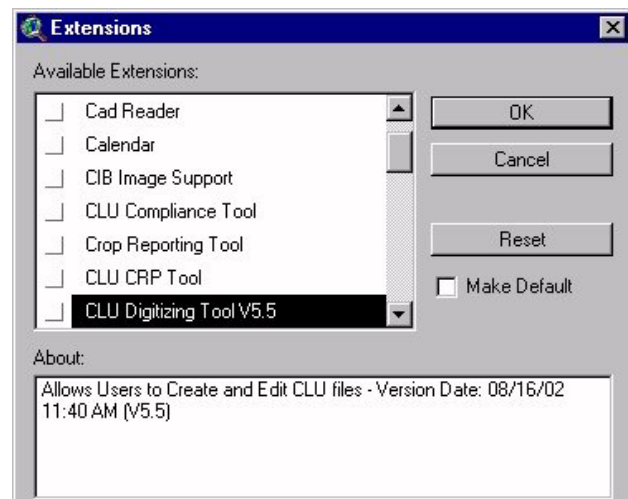 Extensions
Available Extensions:
Cad Reader
Calendar
CIB Image Support
CLU Compliance Tool
Crop Reporting Tool
CLU CRP Tool
CLU Digitizing Tool V5.5
OK
Cancel
Reset
Make Default
About:
Allows Users to Create and Edit CLU files - Version Date: 08/16/02
11:40 AM (V5.5)